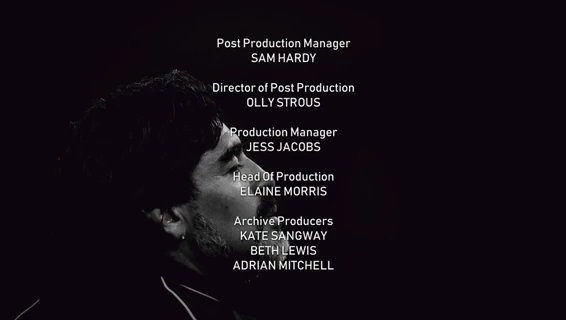 Post Production Manager
SAM HARDY
Director of Post Production
OLLY STROUS
Production Manager
JESS JACOBS
Head Of Production
ELAINE MORRIS
Archive Producers
KATE SANGWAY
BETH LEWIS
ADRIAN MITCHELL